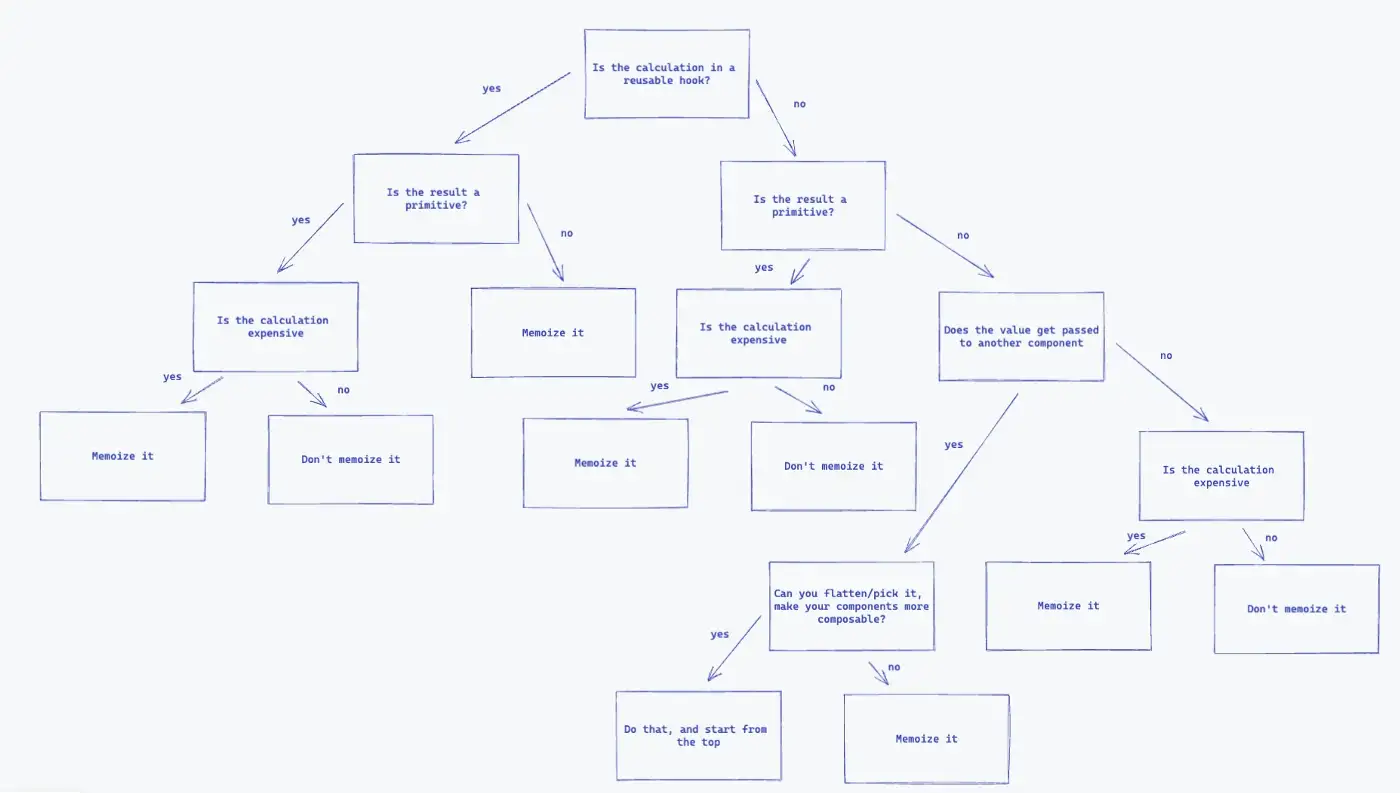 Is the calculation in a
reusable hook?
yes
no
Is the result a
primitive?
Is the result a
primitive?
yes
no
yes
no
Is the calculation
expensive
Memoize it
Is the calculation
expensive
Does the value get passed
to another component
yes
no
yes
no
yes
no
Memoize it
Don't memoize it
Memoize it
Don't memoize it
Is the calculation
expensive
yes
no
Can you flatten/pick it,
make your components more
composable?
Memoize it
Don't memoize it
yes
no
Do that, and start from
the top
Memoize it